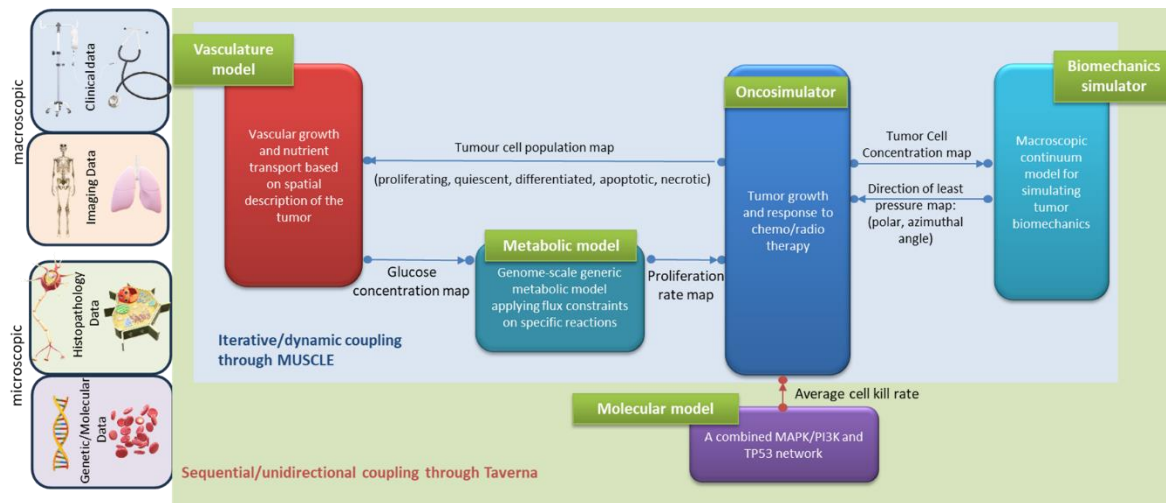 macroscopic
Clinical data
Imaging Data
microscopic
Histopathology
Data
Genetic/Molecular
Data
Vasculature
model
Vascular growth
and nutrient
transport based
on spatial
description of the
tumor
Tumour cell population map
(proliferating, quiescent, differentiated, apoptotic, necrotic)
Glucose
concentration map
Metabolic model
Genome-scale generic
metabolic model
applying flux constraints
on specific reactions
Proliferation
rate map
Oncosimulator
Tumor growth
and response to
chemo/radio
therapy
Tumor Cell
Concentration map
Direction of least
pressure map:
(polar, azimuthal
angle)
Biomechanics
simulator
Macroscopic
continuum
model for
simulating
tumor
biomechanics
Iterative/dynamic coupling
through MUSCLE
Average cell kill rate
Molecular model
A combined MAPK/PI3K and
TP53 network
Sequential/unidirectional coupling through Taverna